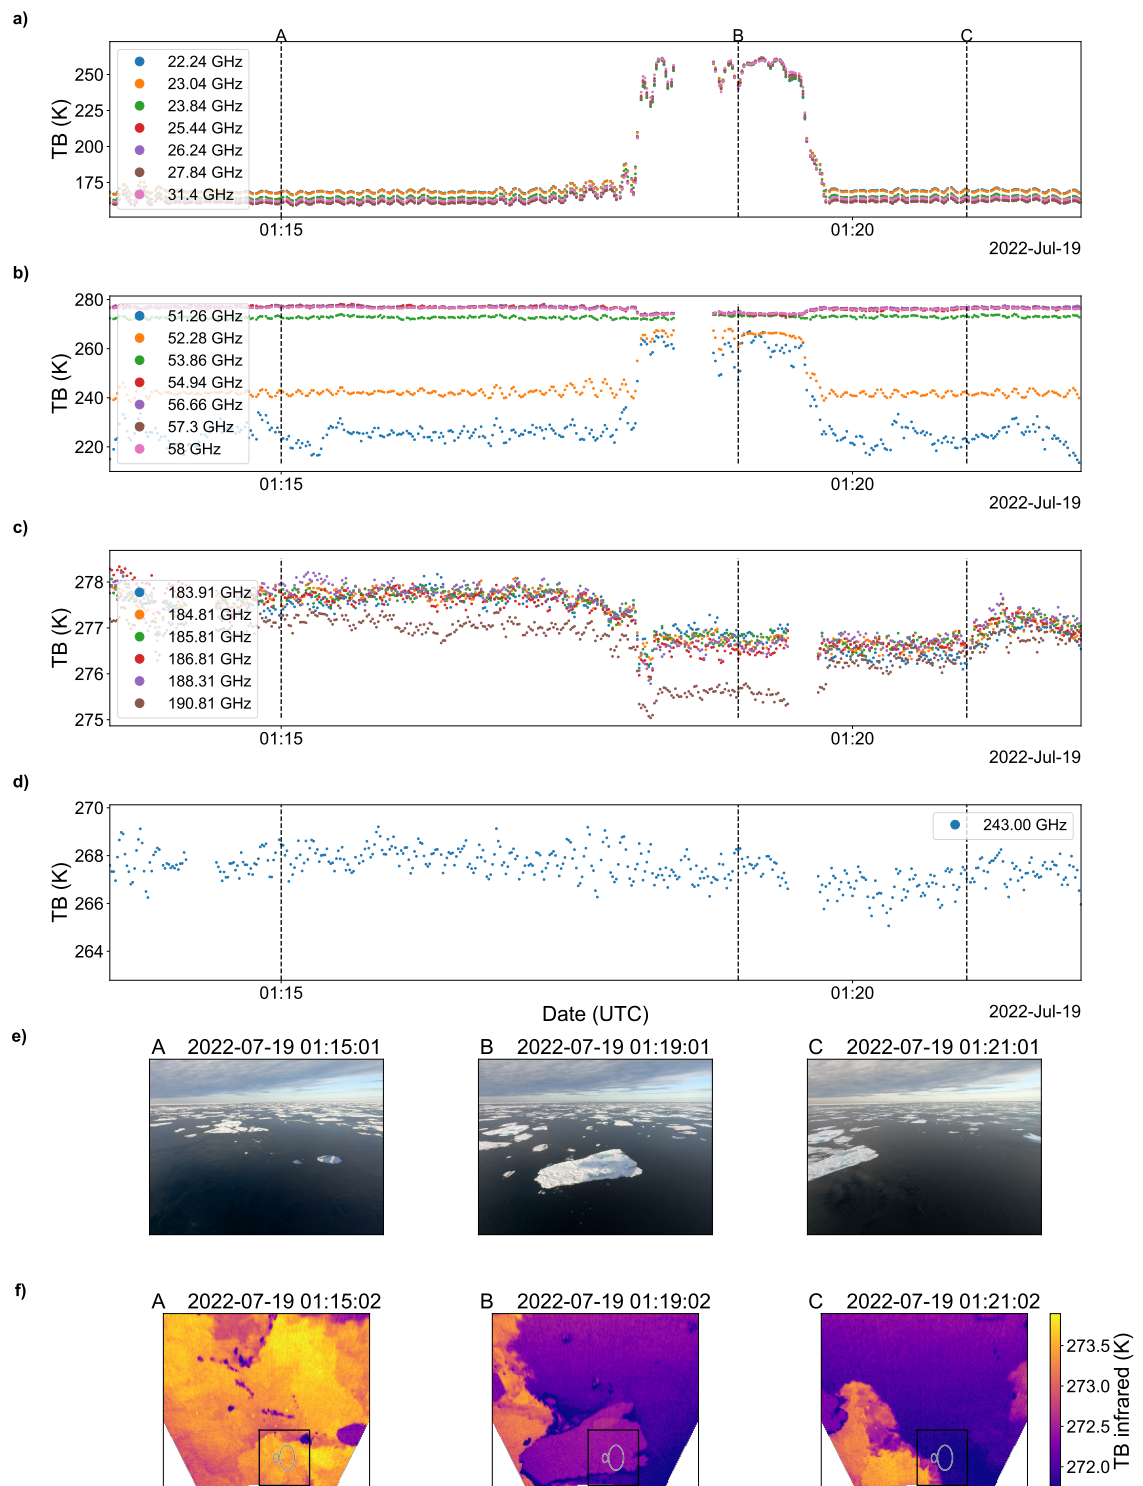 a)
A
B
C
TB (K)
250
225
200
175
22.24 GHz
23.04 GHz
23.84 GHz
25.44 GHz
26.24 GHz
27.84 GHz
31.4 GHz
01:15
01:20
2022-Jul-19
b)
TB (K)
280
260
240
220
51.26 GHz
52.28 GHz
53.86 GHz
54.94 GHz
56.66 GHz
57.3 GHz
58 GHz
01:15
01:20
2022-Jul-19
c)
TB (K)
278
277
276
275
183.91 GHz
184.81 GHz
185.81 GHz
186.81 GHz
188.31 GHz
190.81 GHz
01:15
01:20
2022-Jul-19
d)
TB (K)
270
268
266
264
243.00 GHz
01:15
01:20
Date (UTC)
2022-Jul-19
e)
A 2022-07-19 01:15:01
B 2022-07-19 01:19:01
C 2022-07-19 01:21:01
f)
A 2022-07-19 01:15:02
B 2022-07-19 01:19:02
C 2022-07-19 01:21:02
273.5
273.0
272.5
272.0
TB infrared (K)